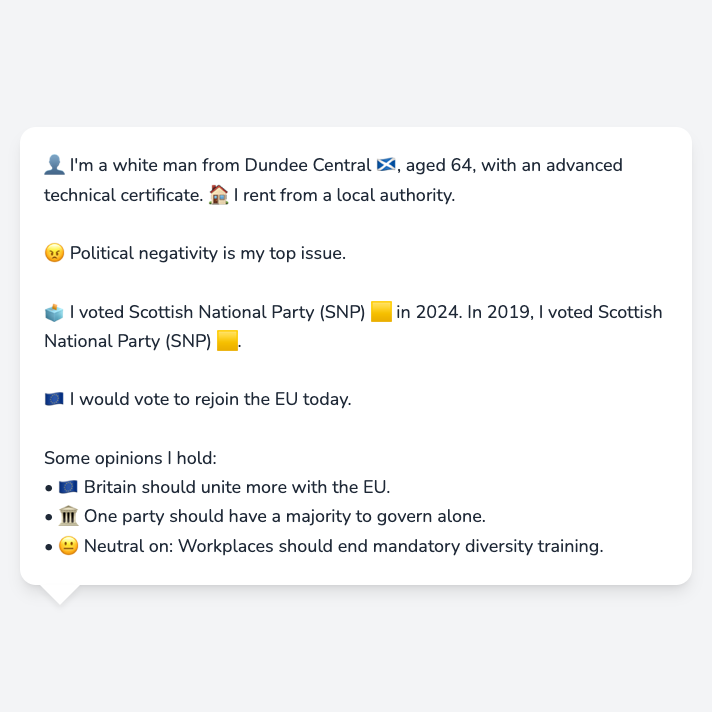 👤 I'm a white man from Dundee Central 🏴󠁧󠁢󠁳󠁣󠁴󠁿, aged 64, with an advanced
technical certificate. 🏠 I rent from a local authority.
😠 Political negativity is my top issue.
🗳️ I voted Scottish National Party (SNP) 🟨 in 2024. In 2019, I voted Scottish
National Party (SNP) 🟨.
🇪🇺 I would vote to rejoin the EU today.
Some opinions I hold:
• 🇪🇺 Britain should unite more with the EU.
• 🏛️ One party should have a majority to govern alone.
• 😐 Neutral on: Workplaces should end mandatory diversity training.